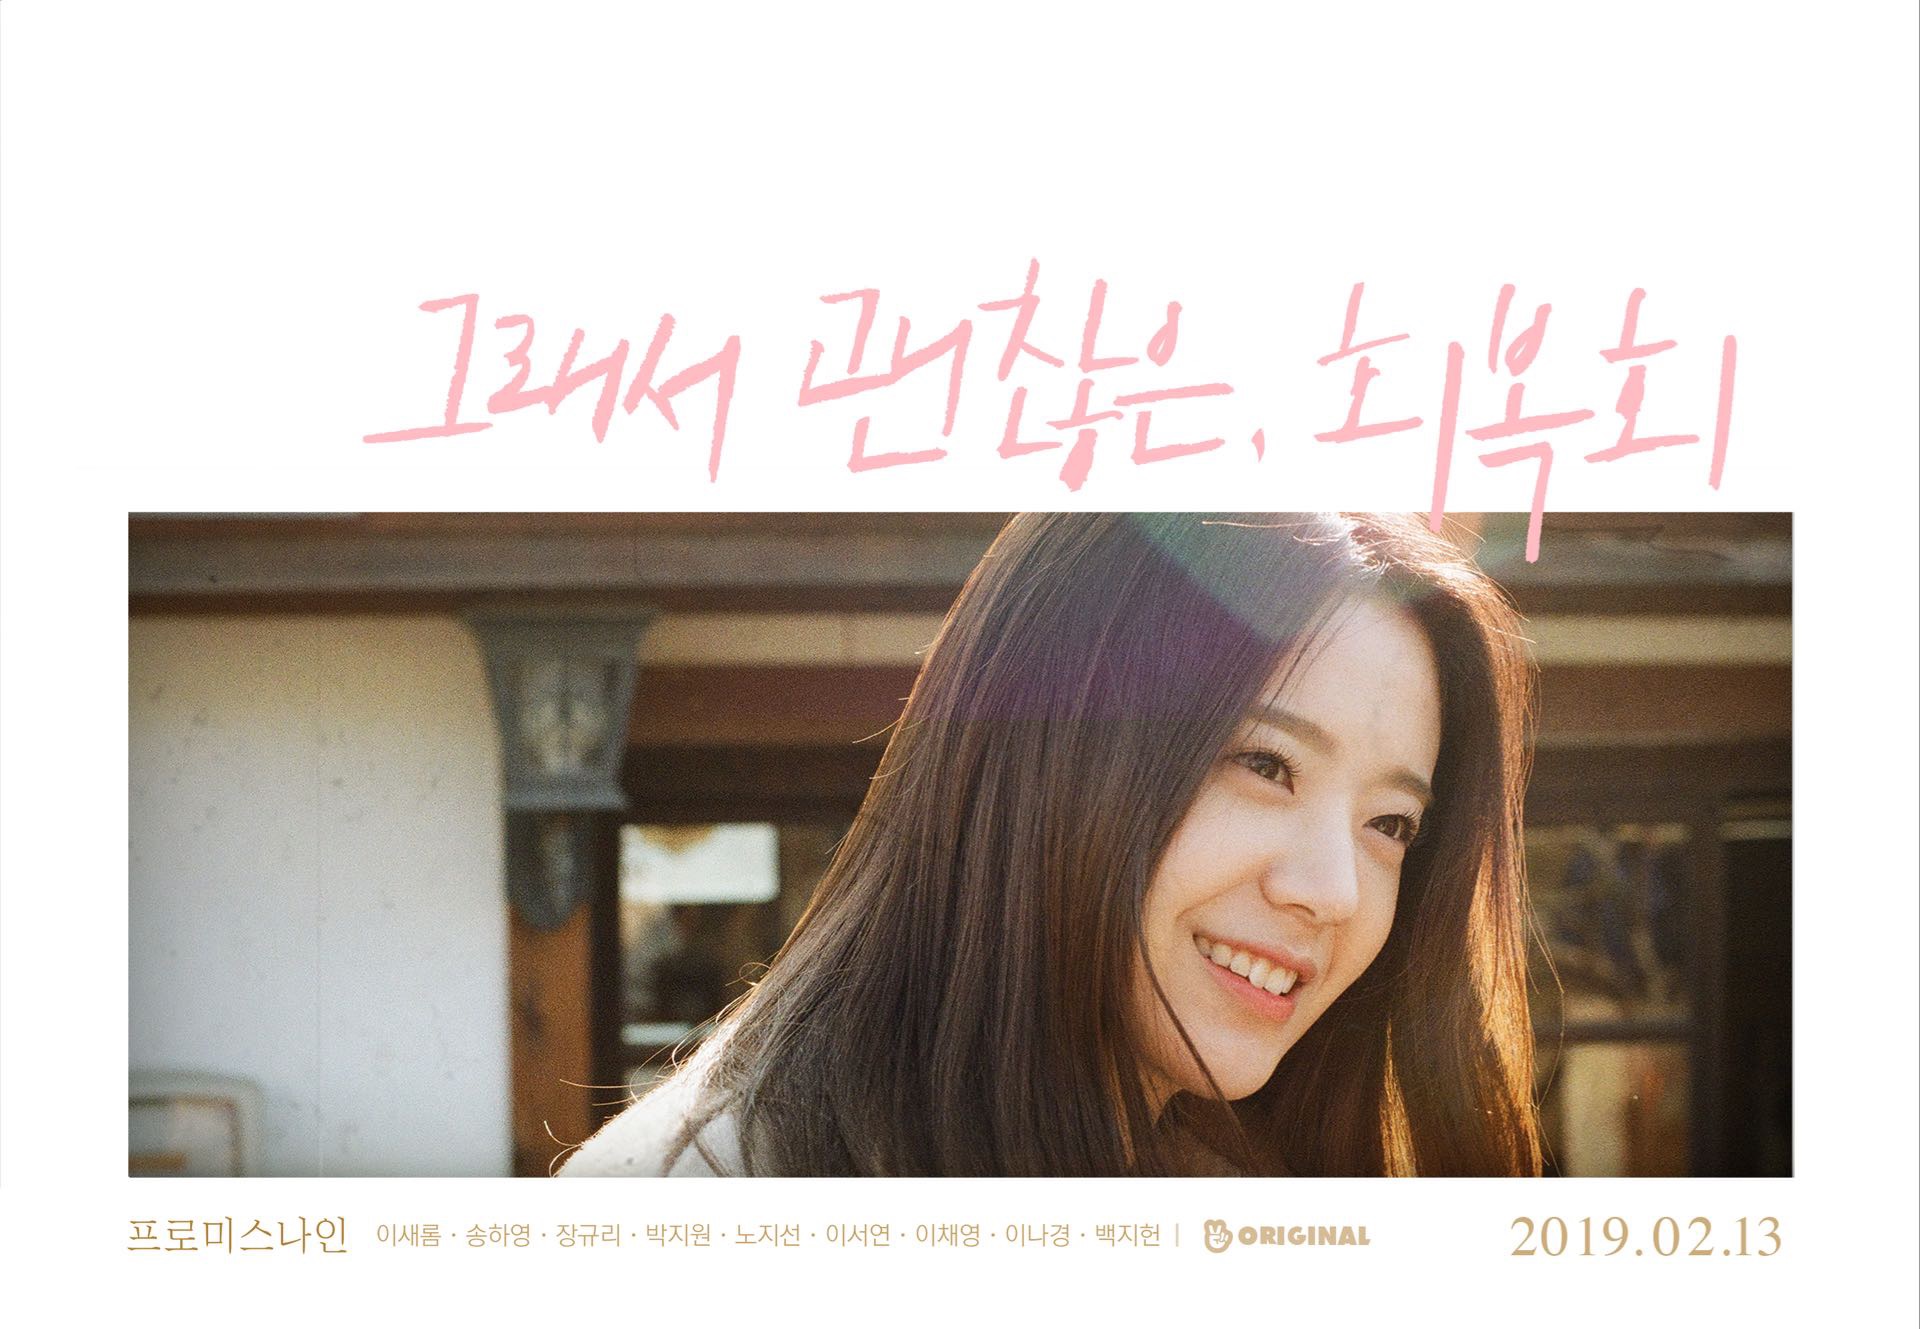 그래서 괜찮은, 회복회
프로미스나인 이새롬 · 송하영 · 장규리 · 박지원 · 노지선 · 이서연 · 이채영 · 이나경 · 백지헌 | ORIGINAL 2019.02.13